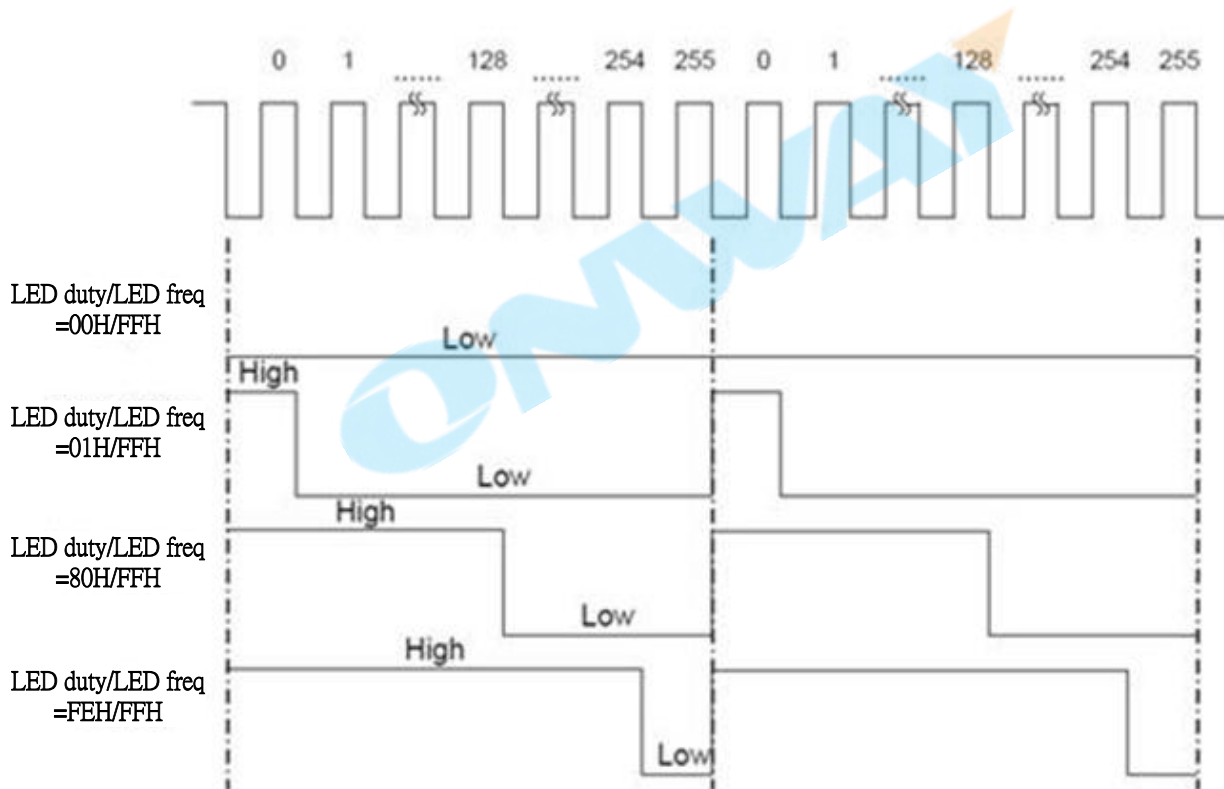 0 1 ...... 128 ...... 254 255 0 1 ...... 128 ...... 254 255
LED duty/LED freq
=00H/FFH
Low
High
LED duty/LED freq
=01H/FFH
Low
High
LED duty/LED freq
=80H/FFH
Low
High
LED duty/LED freq
=FEH/FFH
Low
ONWAY